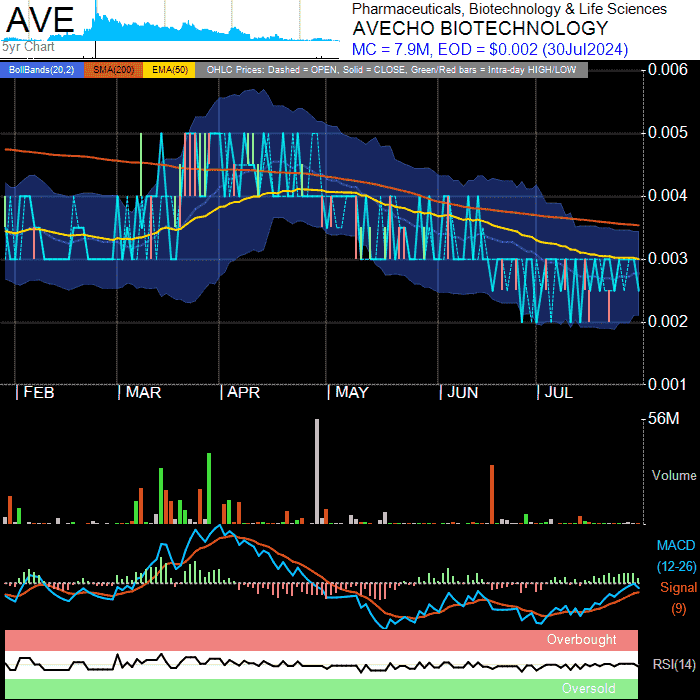 AVE
5yr Chart
Pharmaceuticals, Biotechnology & Life Sciences
AVECHO BIOTECHNOLOGY
MC = 7.9M, EOD = $0.002 (30Jul2024)
BollBands(20,2) SMA(200) EMA(50) OHLC Prices: Dashed = OPEN, Solid = CLOSE, Green/Red bars = Intra-day HIGH/LOW
0.006
0.005
0.004
0.003
0.002
0.001
| FEB | MAR | APR | MAY | JUN | JUL
56M
Volume
MACD
(12-26)
Signal
(9)
Overbought
RSI(14)
Oversold